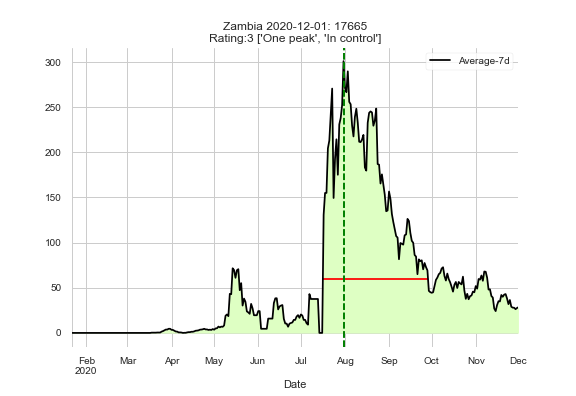 Zambia 2020-12-01: 17665
Rating:3 ['One peak', 'In control']
Average-7d
300
250
200
150
100
50
0
Feb Mar Apr May Jun Jul Aug Sep Oct Nov Dec
2020
Date